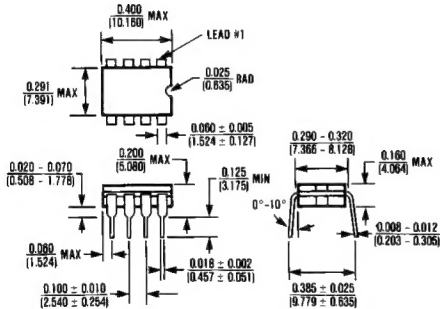 0.400
(10.160) MAX
LEAD #1
0.291
(7.391) MAX
0.025
(0.635) RAD
0.060 ± 0.005
(1.524 ± 0.127)
0.290 - 0.320
(7.366 - 8.128)
0.200
(5.080) MAX
0.020 - 0.070
(0.508 - 1.778)
0.125
(3.175) MIN
0.160
(4.064) MAX
0°-10°
0.060
(1.524) MAX
0.018 ± 0.002
(0.457 ± 0.051)
0.008 - 0.012
(0.203 - 0.305)
0.100 ± 0.010
(2.540 ± 0.254)
0.385 ± 0.025
(9.779 ± 0.635)